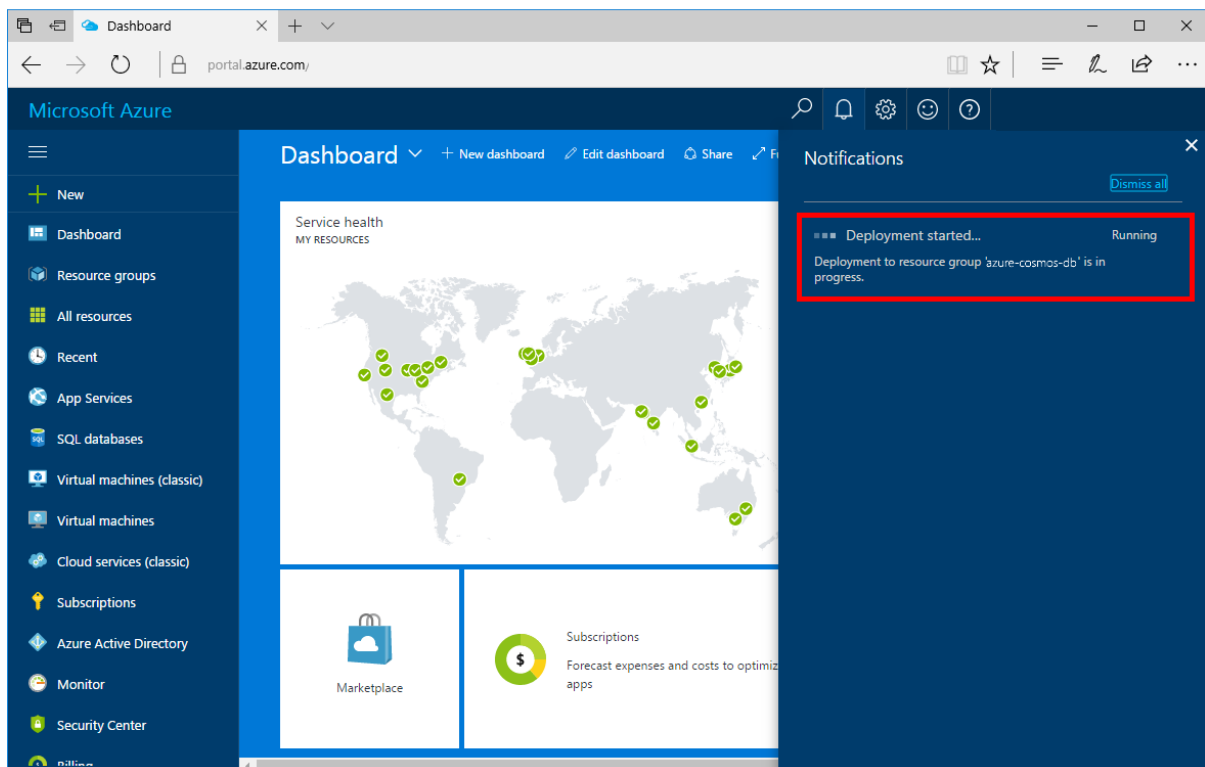 Dashboard
portal.azure.com/
Microsoft Azure
New
Dashboard
Resource groups
All resources
Recent
App Services
SQL databases
Virtual machines (classic)
Virtual machines
Cloud services (classic)
Subscriptions
Azure Active Directory
Monitor
Security Center
Billing
Dashboard + New dashboard Edit dashboard Share
Service health
MY RESOURCES
Marketplace
$
Subscriptions
Forecast expenses and costs to optimiz
apps
Notifications
Dismiss all
Deployment started... Running
Deployment to resource group 'azure-cosmos-db' is in
progress.